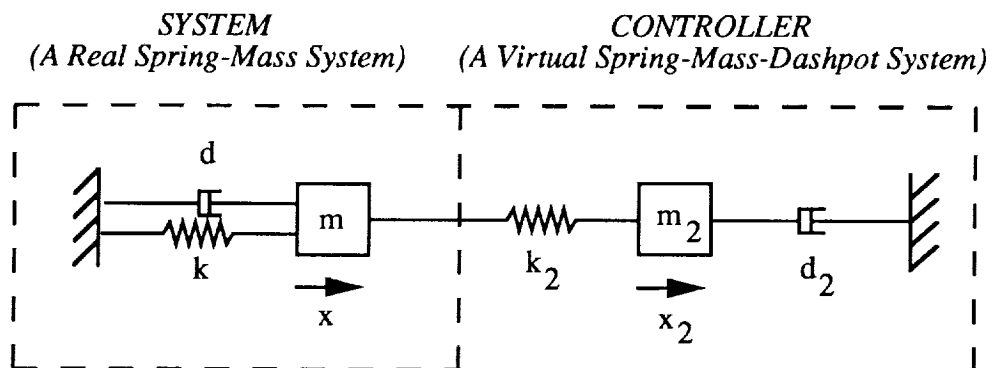 SYSTEM
(A Real Spring-Mass System)
CONTROLLER
(A Virtual Spring-Mass-Dashpot System)
d
m
k
x
k2
m2
d2
x2